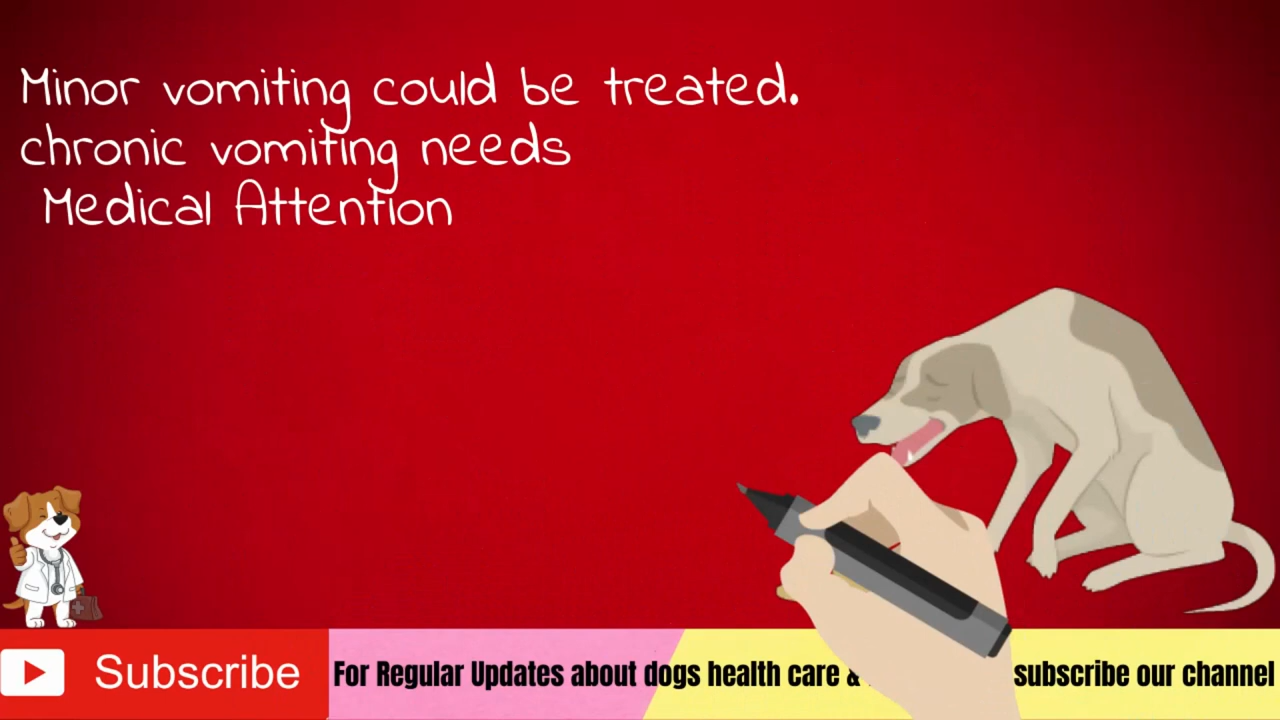 Minor vomiting could be treated.
chronic vomiting needs
Medical Attention
Subscribe
For Regular Updates about dogs health care & subscribe our channel